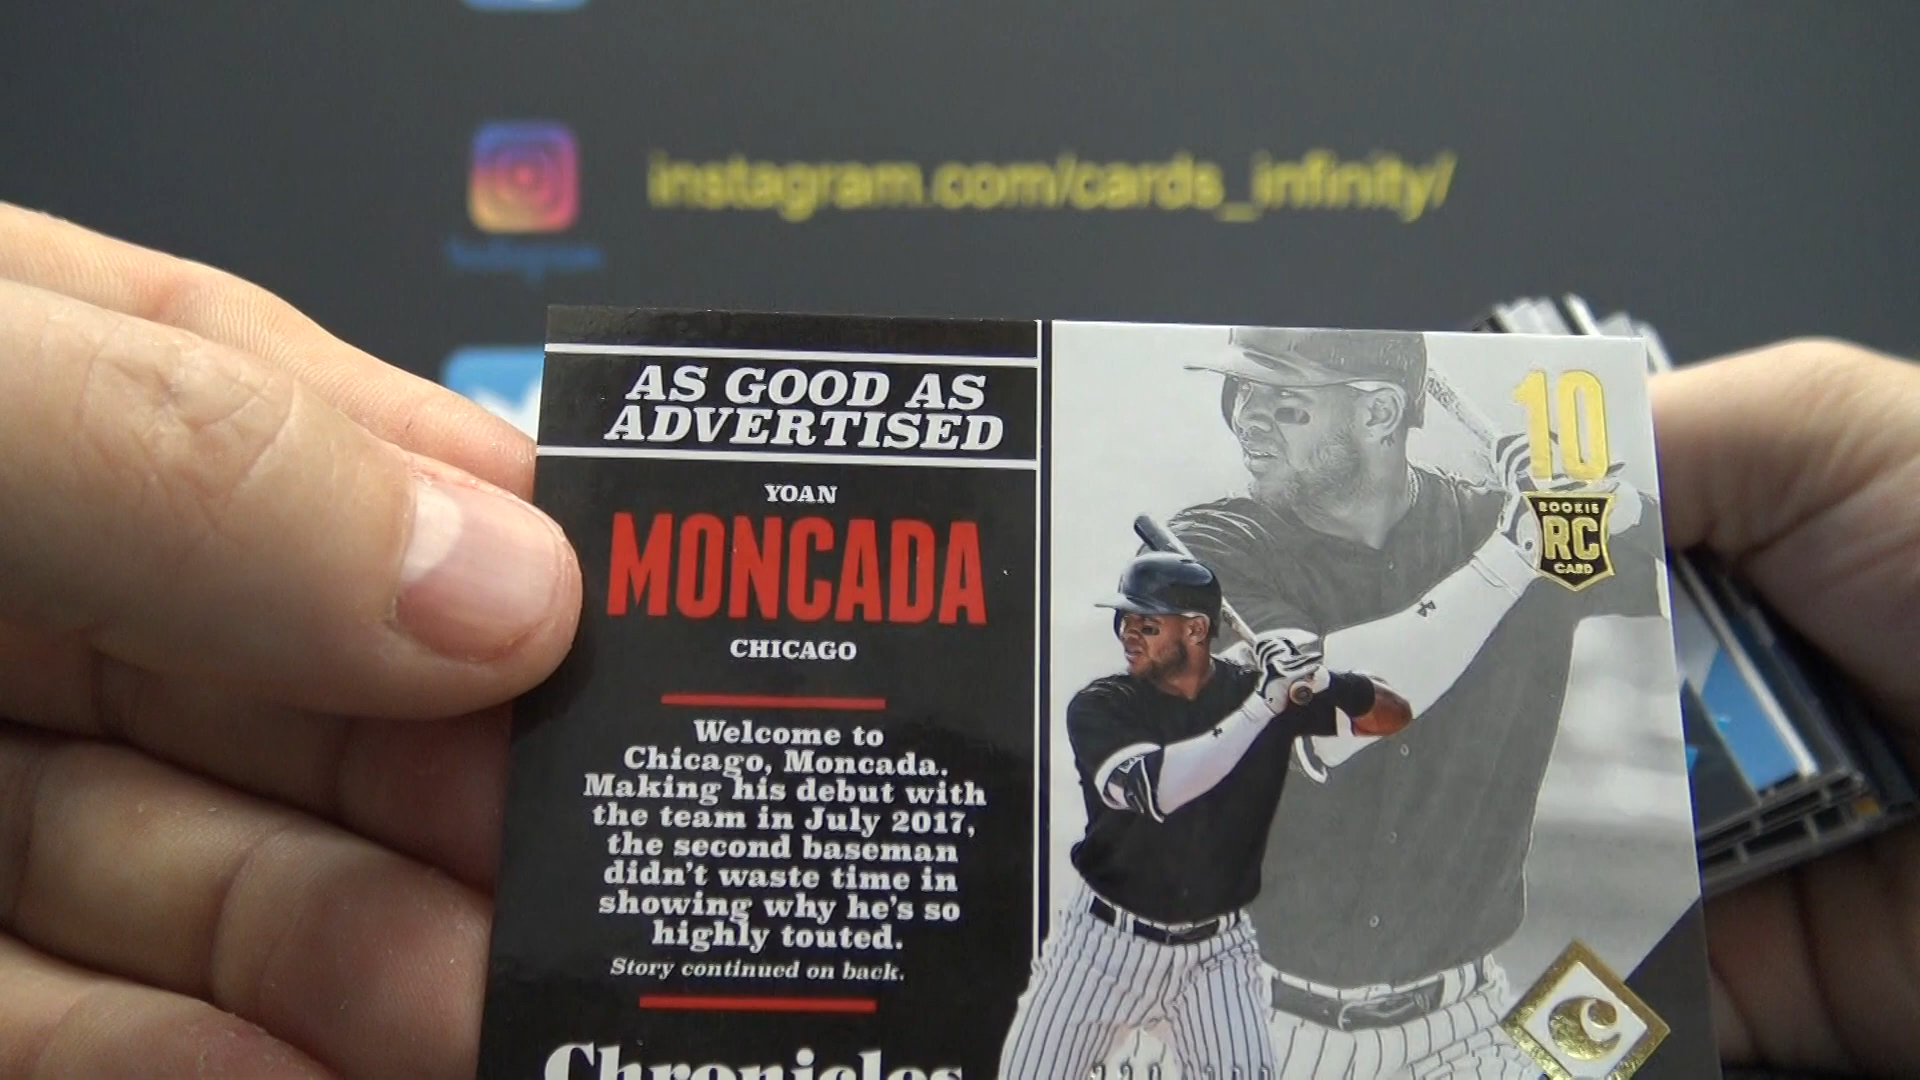 instagram.com/cards_infinity/
Instagram
AS GOOD AS
ADVERTISED
YOAN
MONCADA
CHICAGO
Welcome to
Chicago, Moncada.
Making his debut with
the team in July 2017,
the second baseman
didn't waste time in
showing why he's so
highly touted.
Story continued on back.
Chronicles
10
ROOKIE
RC
CARD
C